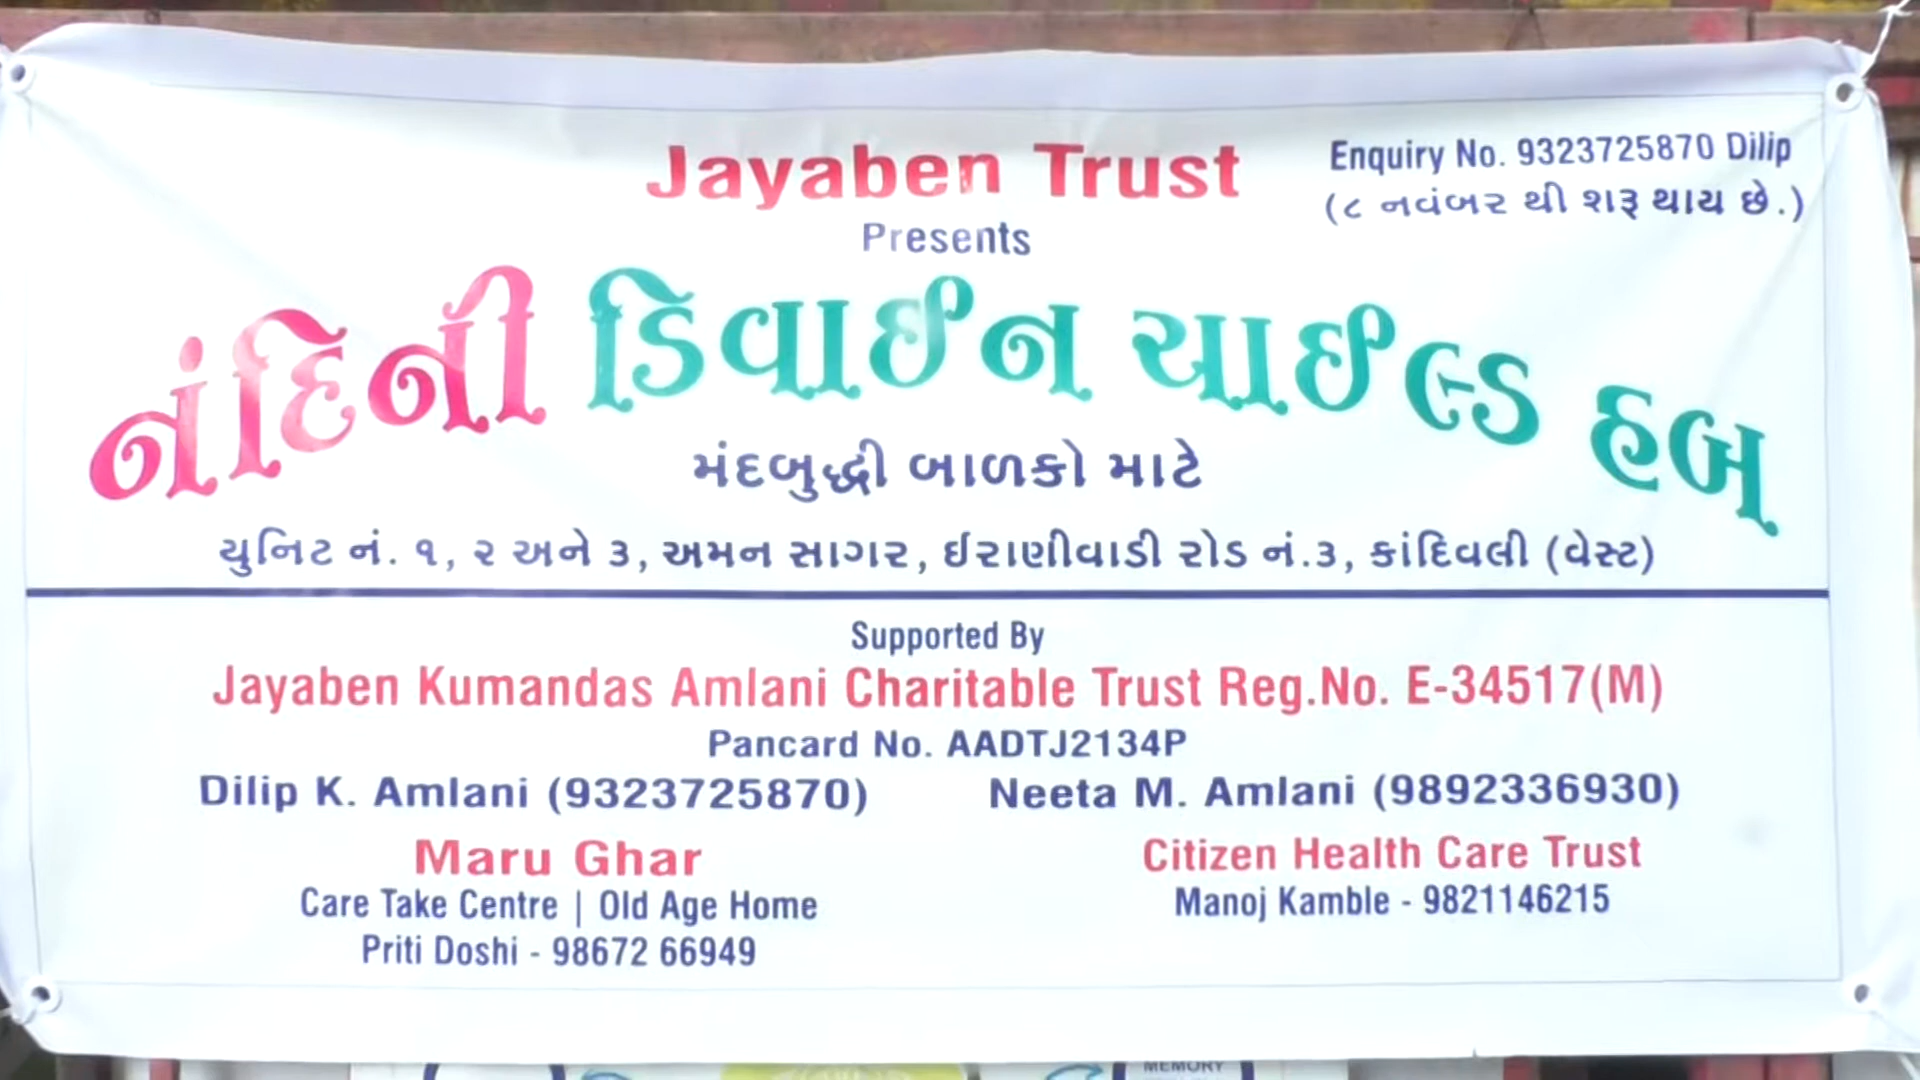 Jayaben Trust
Enquiry No. 9323725870 Dilip
(૮ નવંબર થી શરૂ થાય છે.)
Presents
નંદિની ડિવાઈન ચાઈલ્ડ હબ્
મંદબુદ્ધી બાળકો માટે
યુનિટ નં. ૧, ૨ અને ૩, અમન સાગર, ઈરાણીવાડી રોડ નં.૩, કાંદિવલી (વેસ્ટ)
Supported By
Jayaben Kumandas Amlani Charitable Trust Reg.No. E-34517(M)
Pancard No. AADTJ2134P
Dilip K. Amlani (9323725870) Neeta M. Amlani (9892336930)
Maru Ghar
Care Take Centre | Old Age Home
Priti Doshi - 98672 66949
Citizen Health Care Trust
Manoj Kamble - 9821146215
MEMORY